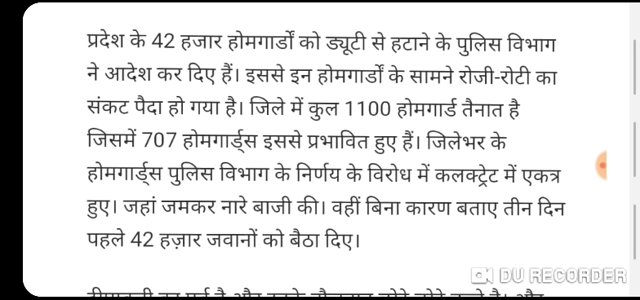 प्रदेश के 42 हजार होमगार्डों को ड्यूटी से हटाने के पुलिस विभाग
ने आदेश कर दिए हैं। इससे इन होमगार्डों के सामने रोजी-रोटी का
संकट पैदा हो गया है। जिले में कुल 1100 होमगार्ड तैनात है
जिसमें 707 होमगार्ड्स इससे प्रभावित हुए हैं। जिलेभर के
होमगार्ड्स पुलिस विभाग के निर्णय के विरोध में कलक्ट्रेट में एकत्र
हुए। जहां जमकर नारे बाजी की। वहीं बिना कारण बताए तीन दिन
पहले 42 हज़ार जवानों को बैठा दिए।
DU RECORDER